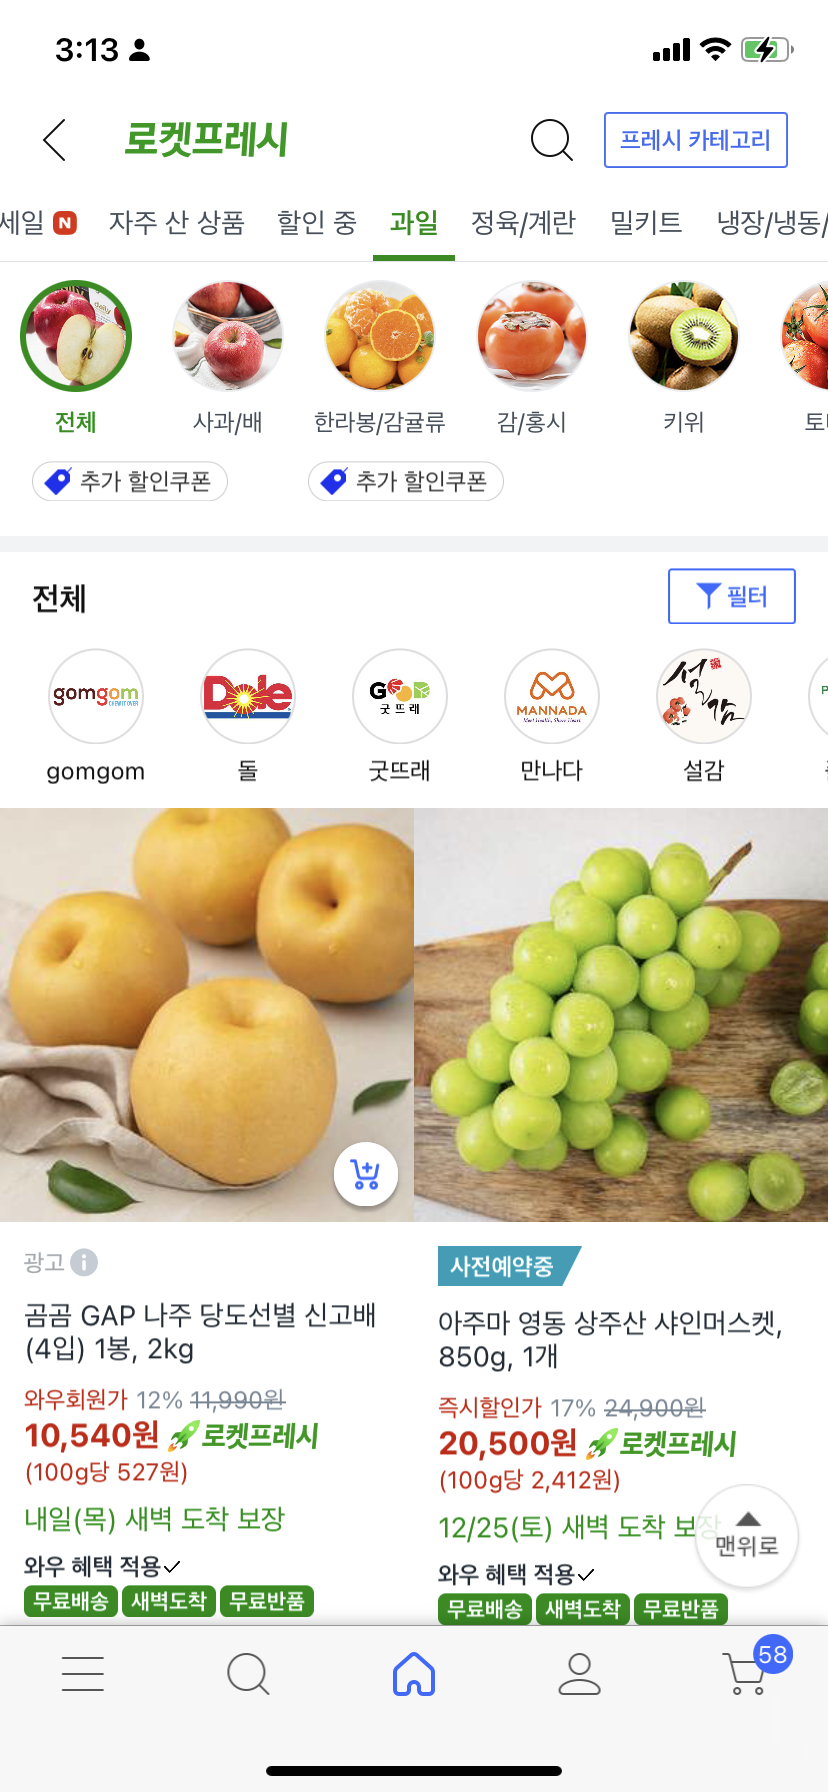 3:13
로켓프레시
프레시 카테고리
세일 N 자주 산 상품 할인 중 과일 정육/계란 밀키트 냉장/냉동/
전체 사과/배 한라봉/감귤류 감/홍시 키위
추가 할인쿠폰 추가 할인쿠폰
전체
필터
gomgom CHEW IT OVER Dole GOOD 굿뜨래 MANNADA Meet Health, Share Heart 설감
gomgom 돌 굿뜨래 만나다 설감
광고
곰곰 GAP 나주 당도선별 신고배
(4입) 1봉, 2kg
와우회원가 12% 11,990원
10,540원 로켓프레시
(100g당 527원)
내일(목) 새벽 도착 보장
와우 혜택 적용
무료배송 새벽도착 무료반품
사전예약중
아주마 영동 상주산 샤인머스켓,
850g, 1개
즉시할인가 17% 24,900원
20,500원 로켓프레시
(100g당 2,412원)
12/25(토) 새벽 도착 보장
와우 혜택 적용
무료배송 새벽도착 무료반품
맨위로
58